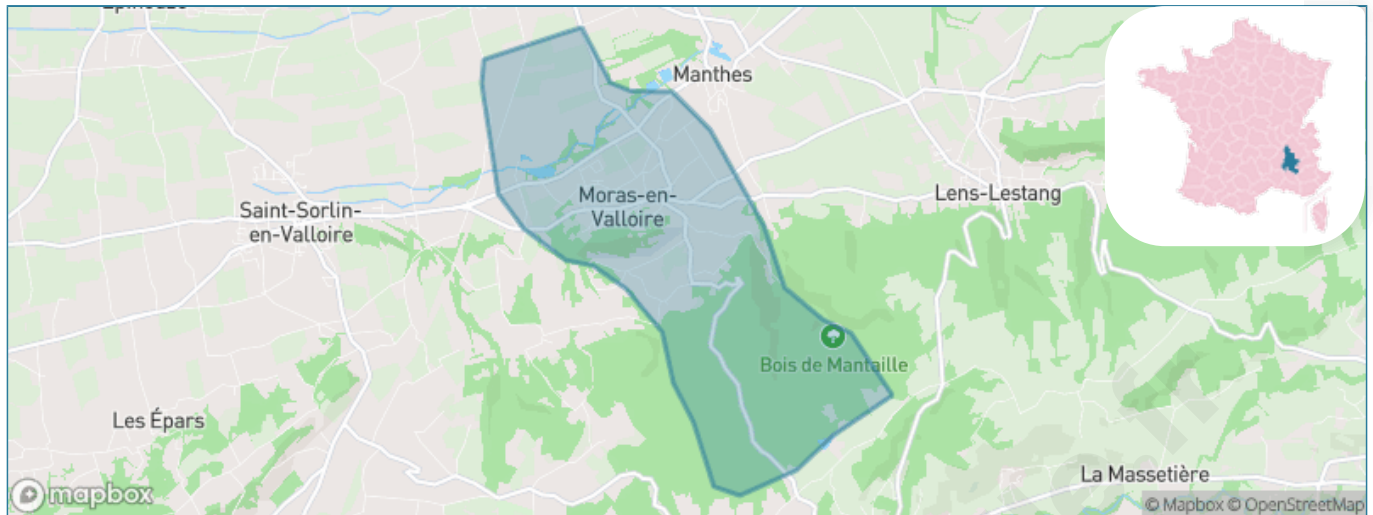 Manthes
Moras-en-
Valloire
Lens-Lestang
Saint-Sorlin-
en-Valloire
Bois de Mantaille
Les Épars
La Massetière
mapbox
© Mapbox © OpenStreetMap